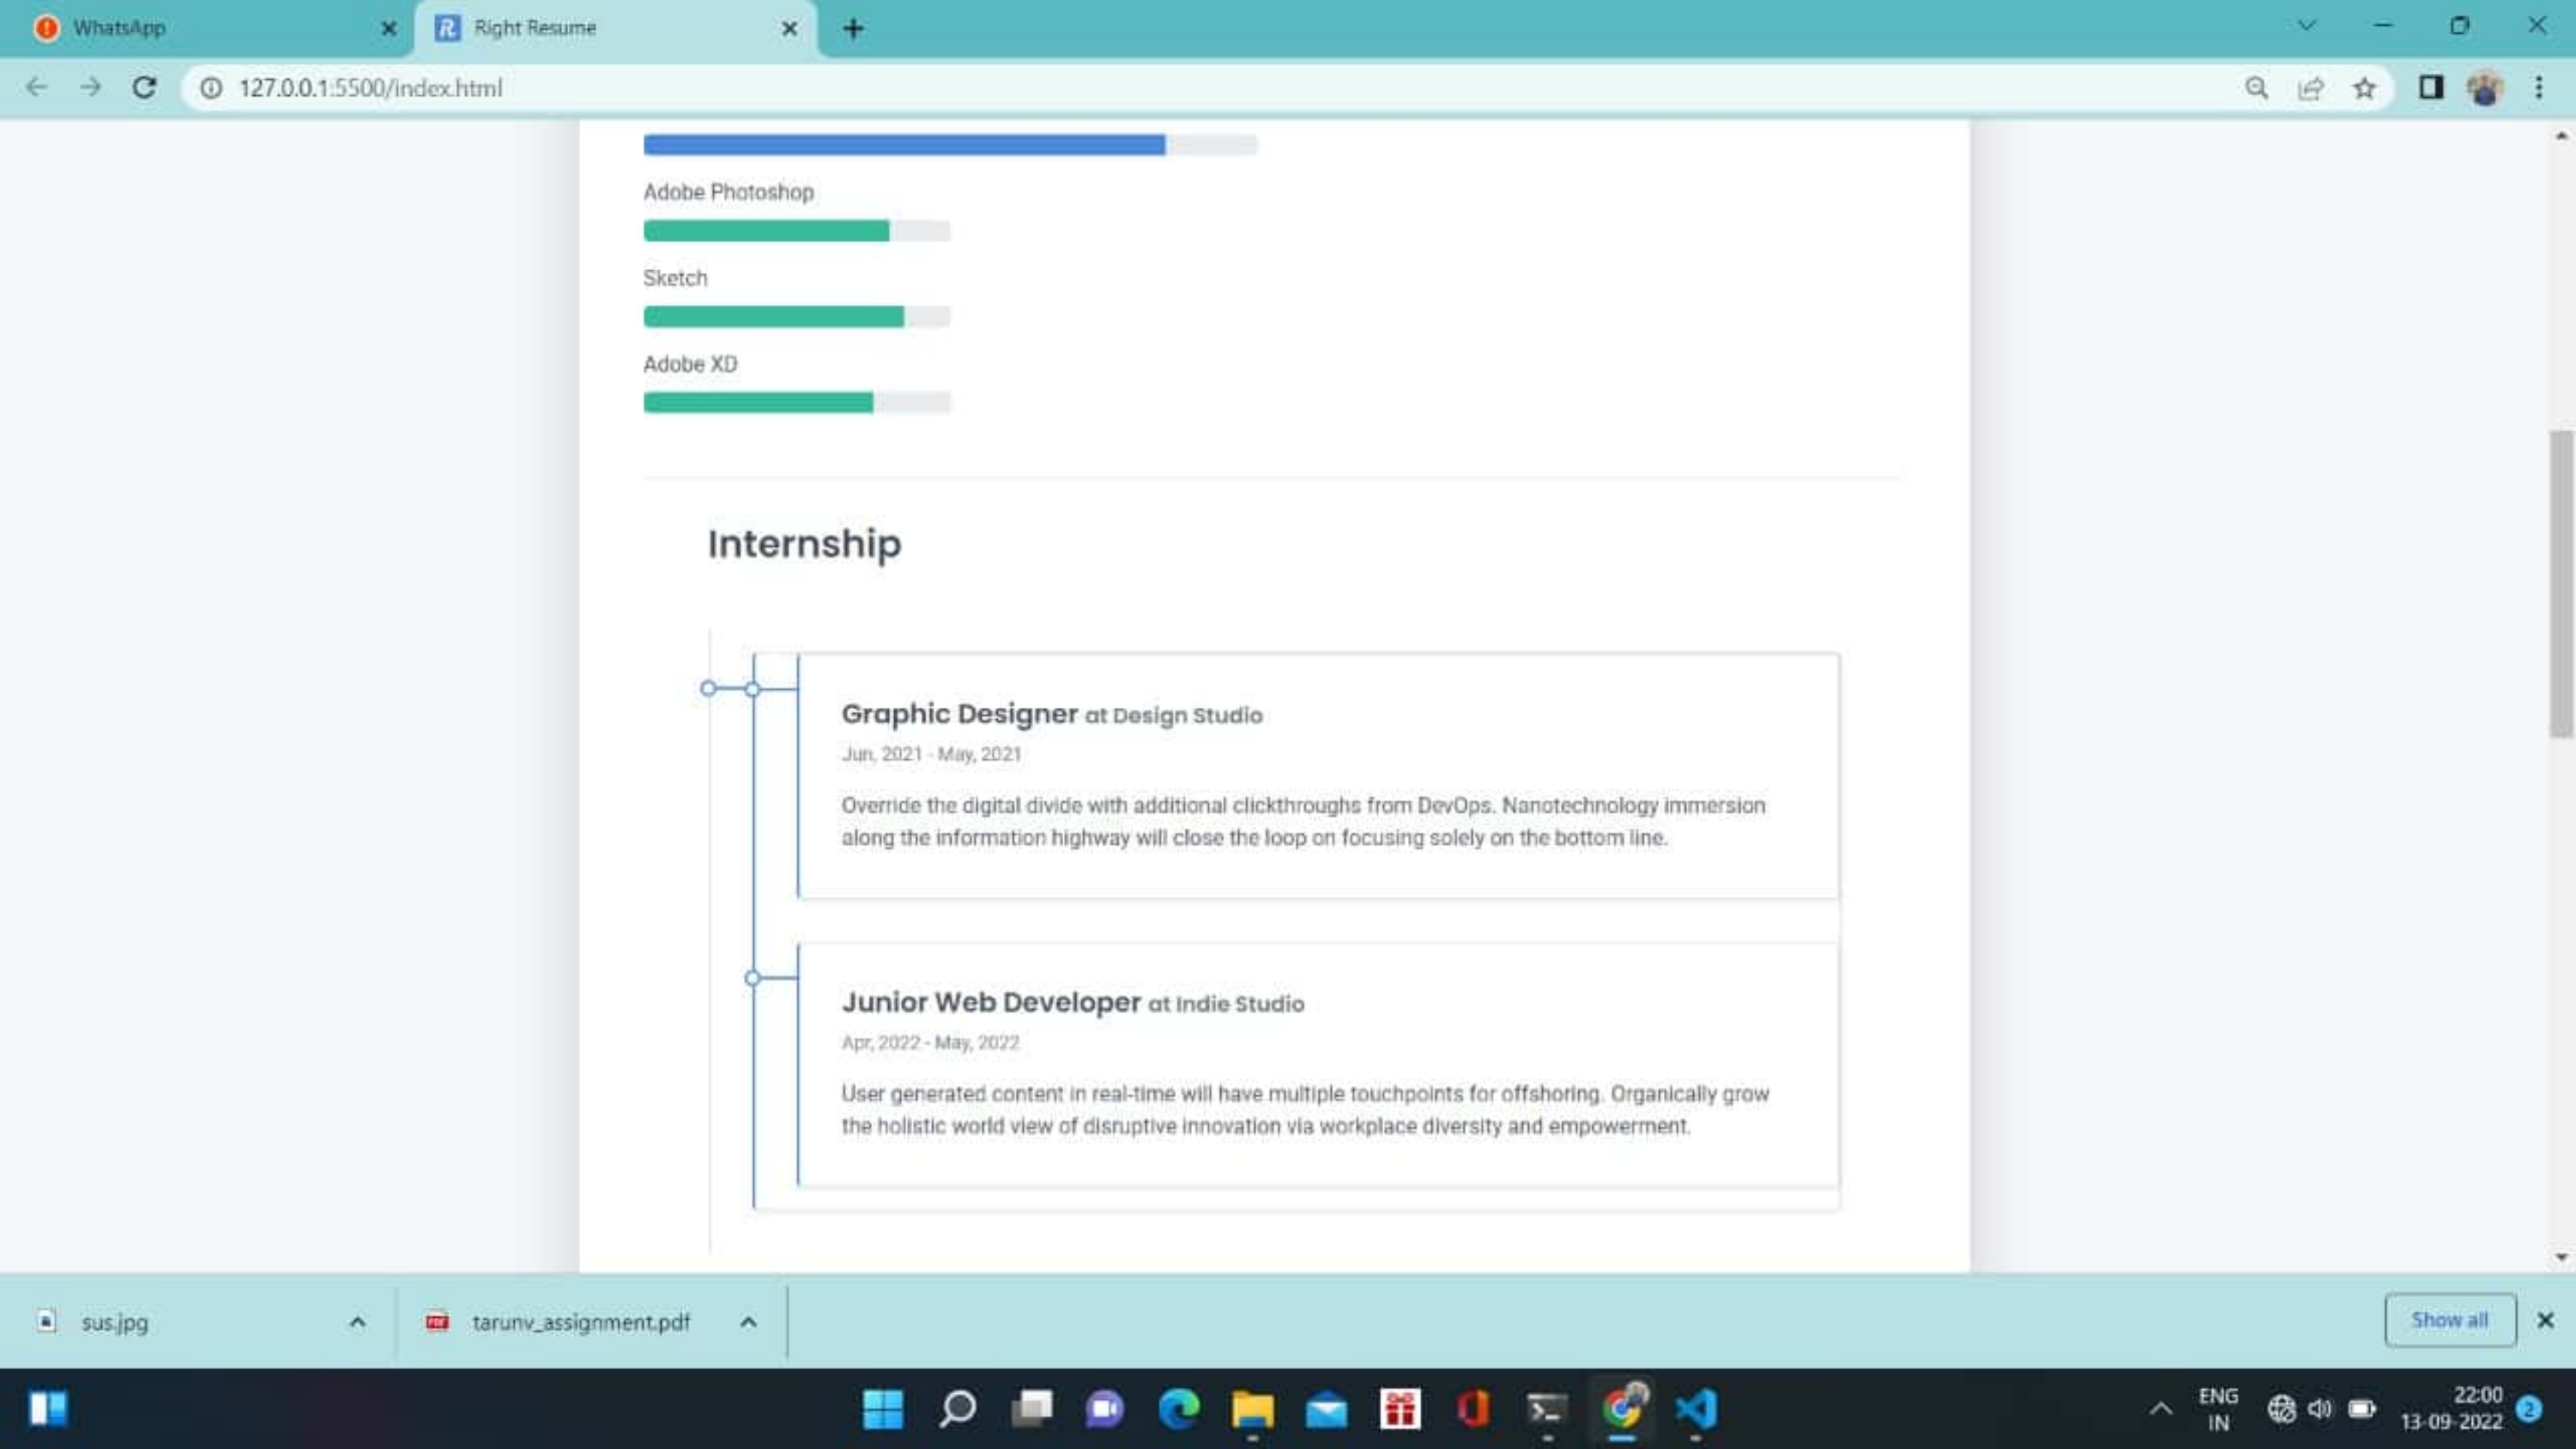 WhatsApp
Right Resume
127.0.0.1:5500/index.html
Adobe Photoshop
Sketch
Adobe XD
Internship
Graphic Designer at Design Studio
Jun, 2021 - May, 2021
Override the digital divide with additional clickthroughs from DevOps. Nanotechnology immersion
along the information highway will close the loop on focusing solely on the bottom line.
Junior Web Developer at Indie Studio
Apr, 2022 - May, 2022
User generated content in real-time will have multiple touchpoints for offshoring. Organically grow
the holistic world view of disruptive innovation via workplace diversity and empowerment.
sus.jpg
tarunv_assignment.pdf
Show all
ENG
IN
22:00
13-09-2022
2